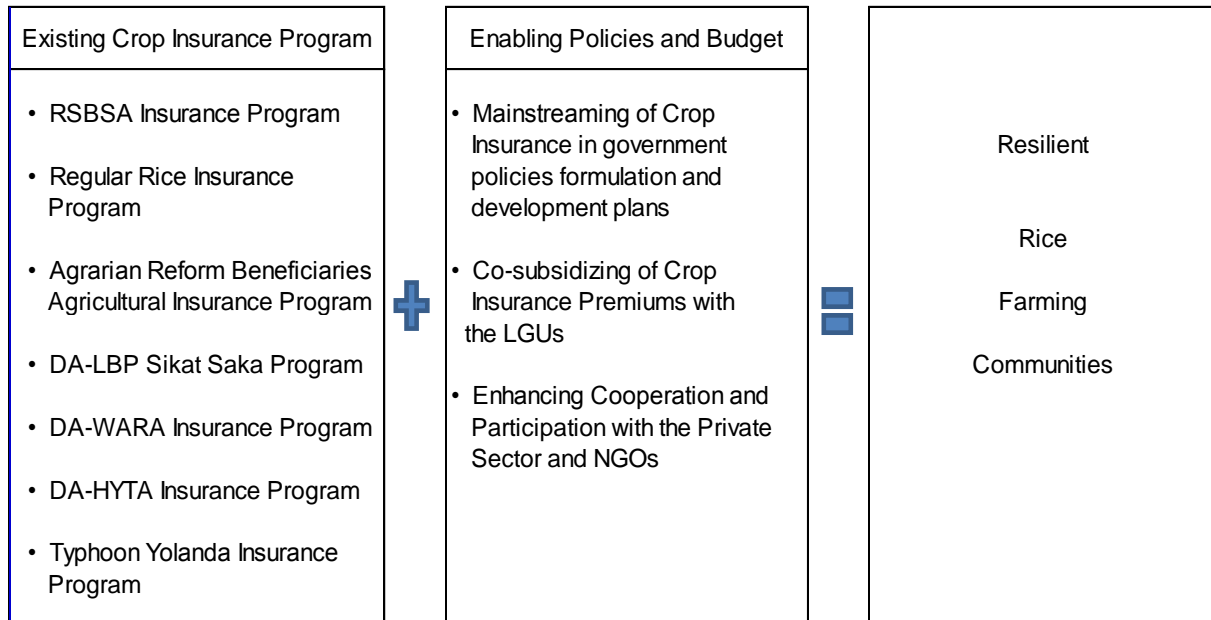 Existing Crop Insurance Program
• RSBSA Insurance Program
• Regular Rice Insurance
Program
• Agrarian Reform Beneficiaries
Agricultural Insurance Program
• DA-LBP Sikat Saka Program
• DA-WARA Insurance Program
• DA-HYTA Insurance Program
• Typhoon Yolanda Insurance
Program
Enabling Policies and Budget
• Mainstreaming of Crop
Insurance in government
policies formulation and
development plans
• Co-subsidizing of Crop
Insurance Premiums with
the LGUs
• Enhancing Cooperation and
Participation with the Private
Sector and NGOs
Resilient
Rice
Farming
Communities